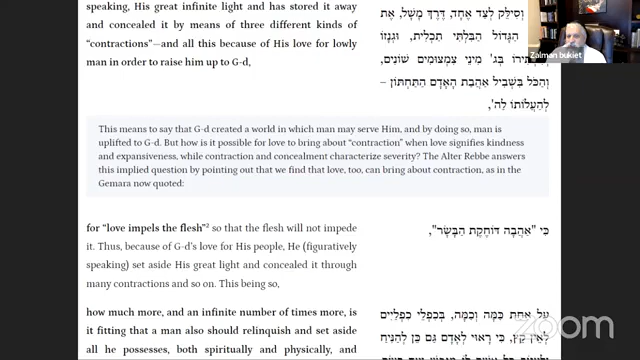 speaking, His great infinite light and has stored it away
and concealed it by means of three different kinds of
“contractions”—and all this because of His love for lowly
man in order to raise him up to G-d,
וְסִילֵּק לְצַד אֶחָד, דֶּרֶךְ מָשָׁל, אֶת
הַגָּדוֹל הַבִּלְתִּי תַּכְלִית, וּגְנָזוֹ
בְּג' מִינֵי צִמְצוּמִים שׁוֹנִים,
וְהַכֹּל בִּשְׁבִיל אַהֲבַת הָאָדָם הַתַּחְתּוֹן –
לְהַעֲלוֹתוֹ לַה',
Zalman bukiet
This means to say that G-d created a world in which man may serve Him, and by doing so, man is
uplifted to G-d. But how is it possible for love to bring about “contraction” when love signifies kindness
and expansiveness, while contraction and concealment characterize severity? The Alter Rebbe answers
this implied question by pointing out that we find that love, too, can bring about contraction, as in the
Gemara now quoted:
for “love impels the flesh”² so that the flesh will not impede
it. Thus, because of G-d’s love for His people, He (figuratively
speaking) set aside His great light and concealed it through
many contractions and so on. This being so,
כִּי "אַהֲבָה דּוֹחֶקֶת הַבָּשָׂר",
how much more, and an infinite number of times more, is
it fitting that a man also should relinquish and set aside
all he possesses, both spiritually and physically, and
עַל אַחַת כַּמָּה וְכַמָּה, בְּכִפְלֵי כִפְלַיִים
לְאֵין קֵץ, כִּי רָאוּי לְאָדָם גַּם כֵּן לְהַנִּיחַ
zoom